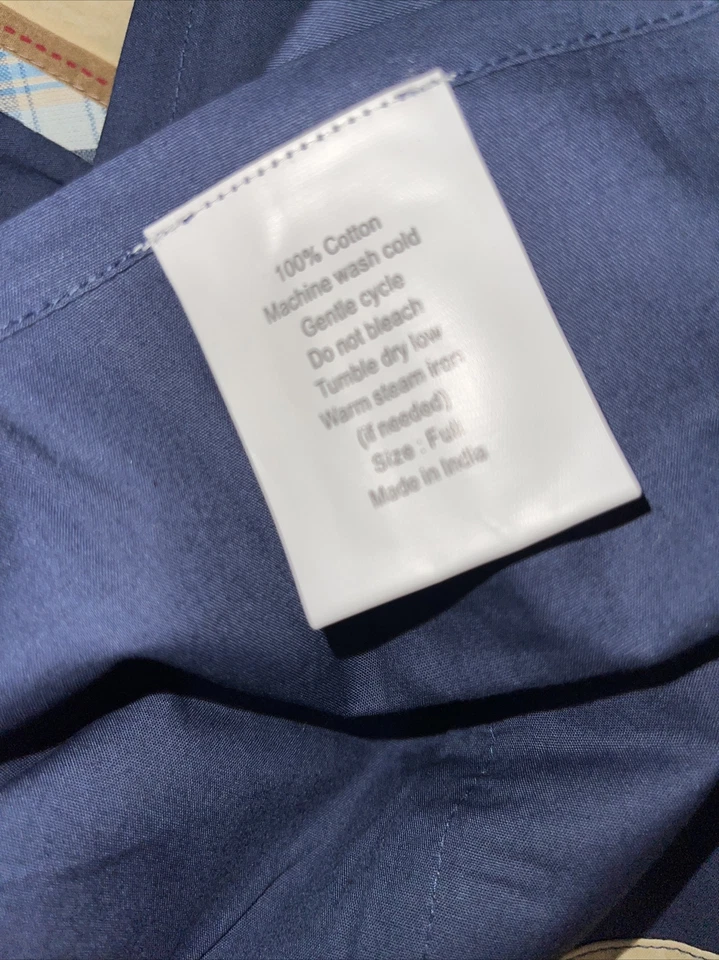 100% Cotton
Machine wash cold
Gentle cycle
Do not bleach
Tumble dry low
Warm steam iron
(if needed)
Size : Full
Made in India